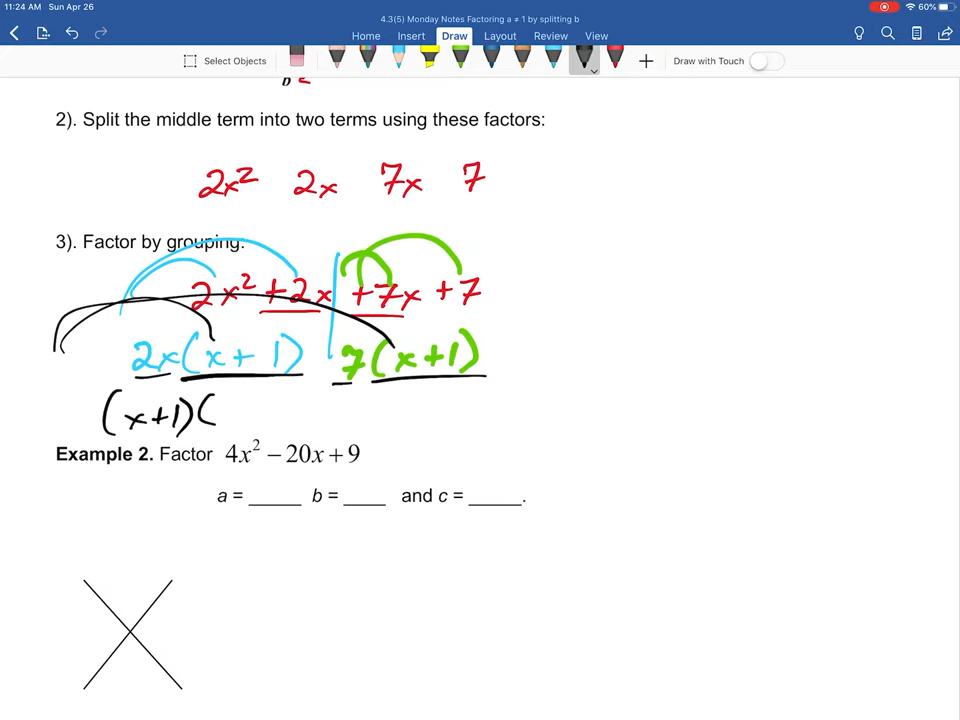 11:24 AM Sun Apr 26
60%
4.3(5) Monday Notes Factoring a ≠ 1 by splitting b
Home Insert Draw Layout Review View
Select Objects
Draw with Touch
b
2). Split the middle term into two terms using these factors:
2x² 2x 7x 7
3). Factor by grouping:
2x² +2x +7x +7
2x(x+1) 7(x+1)
(x+1)(
Example 2. Factor 4x² − 20x + 9
a = _____ b = ____ and c = _____.